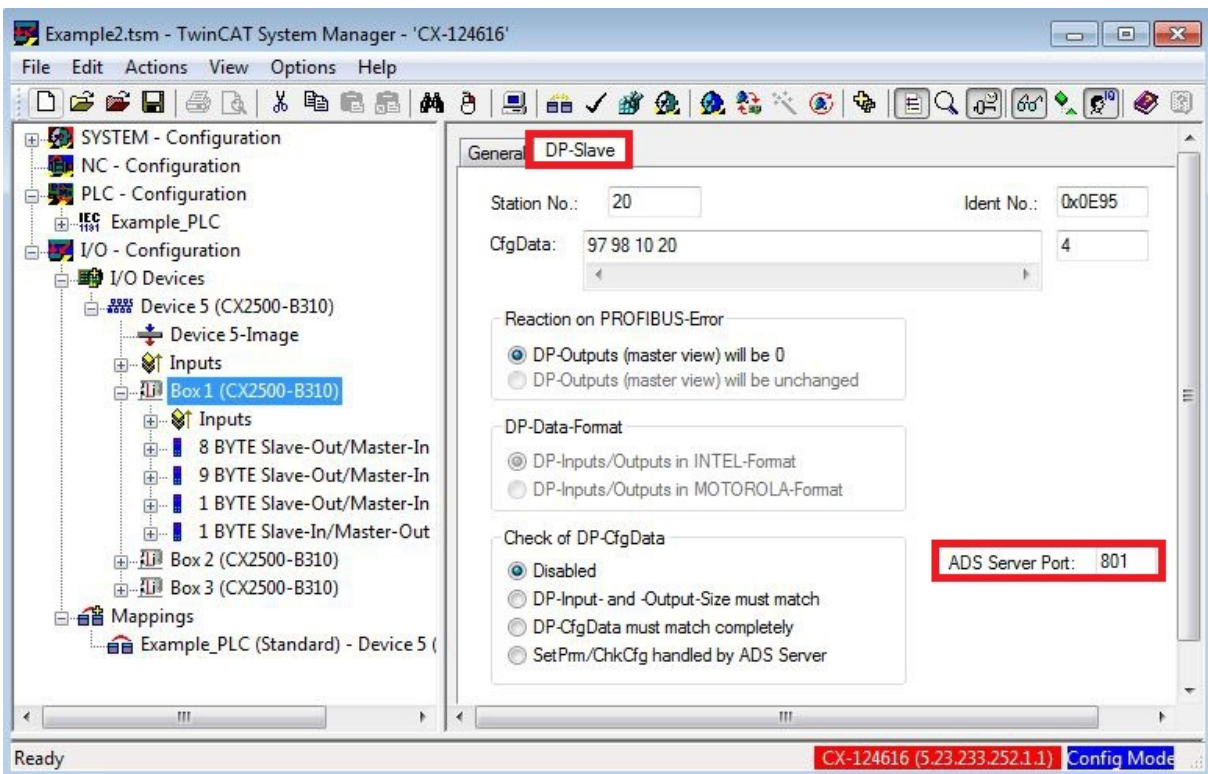 Example2.tsm - TwinCAT System Manager - 'CX-124616'
File Edit Actions View Options Help
SYSTEM - Configuration
NC - Configuration
PLC - Configuration
IEC 1131 Example_PLC
I/O - Configuration
I/O Devices
Device 5 (CX2500-B310)
Device 5-Image
Inputs
Box 1 (CX2500-B310)
Inputs
8 BYTE Slave-Out/Master-In
9 BYTE Slave-Out/Master-In
1 BYTE Slave-Out/Master-In
1 BYTE Slave-In/Master-Out
Box 2 (CX2500-B310)
Box 3 (CX2500-B310)
Mappings
Example_PLC (Standard) - Device 5 (
General DP-Slave
Station No.: 20 Ident No.: 0x0E95
CfgData: 97 98 10 20 4
Reaction on PROFIBUS-Error
DP-Outputs (master view) will be 0
DP-Outputs (master view) will be unchanged
DP-Data-Format
DP-Inputs/Outputs in INTEL-Format
DP-Inputs/Outputs in MOTOROLA-Format
Check of DP-CfgData
Disabled
DP-Input- and -Output-Size must match
DP-CfgData must match completely
SetPrm/ChkCfg handled by ADS Server
ADS Server Port: 801
Ready CX-124616 (5.23.233.252.1.1) Config Mode